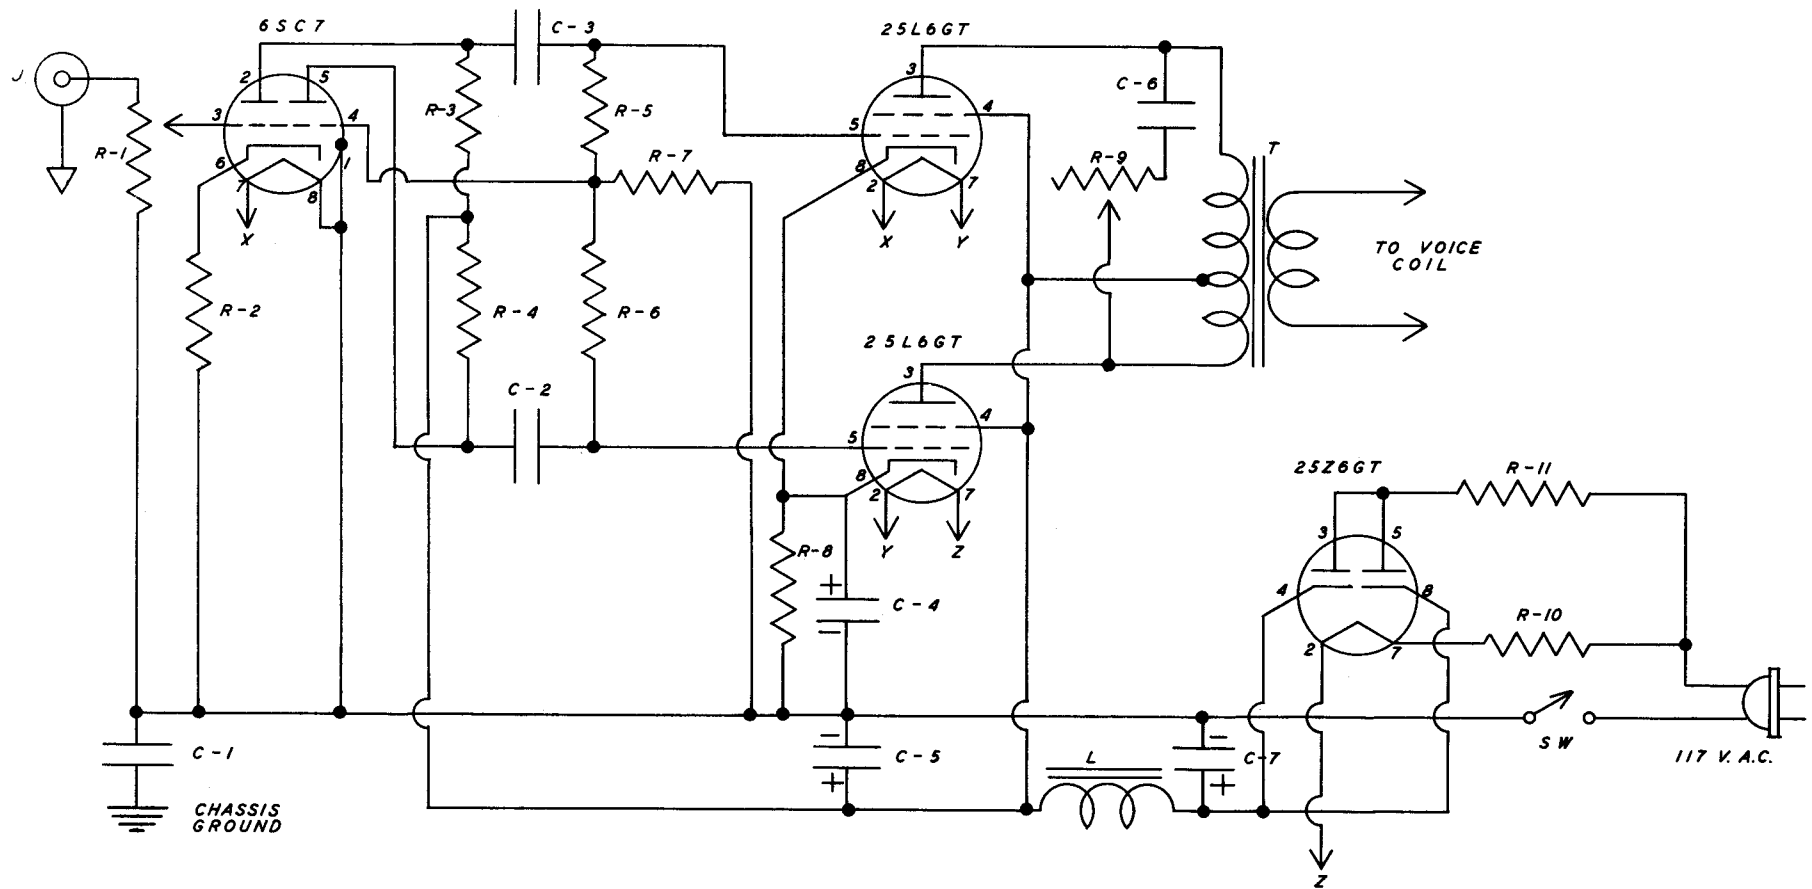 6SC7
C-3
25L6GT
J
2
5
3
C-6
R-3
R-5
4
3
4
5
R-1
1
6
R-7
8
R-9
T
7
8
2
7
X
X
Y
TO VOICE
COIL
R-2
R-4
R-6
25L6GT
3
C-2
4
5
25Z6GT
R-11
8
2
7
3
5
Y
Z
R-8
+
4
8
C-4
−
R-10
2
7
−
−
SW
C-1
C-5
L
C-7
117 V. A.C.
+
+
CHASSIS
GROUND
Z